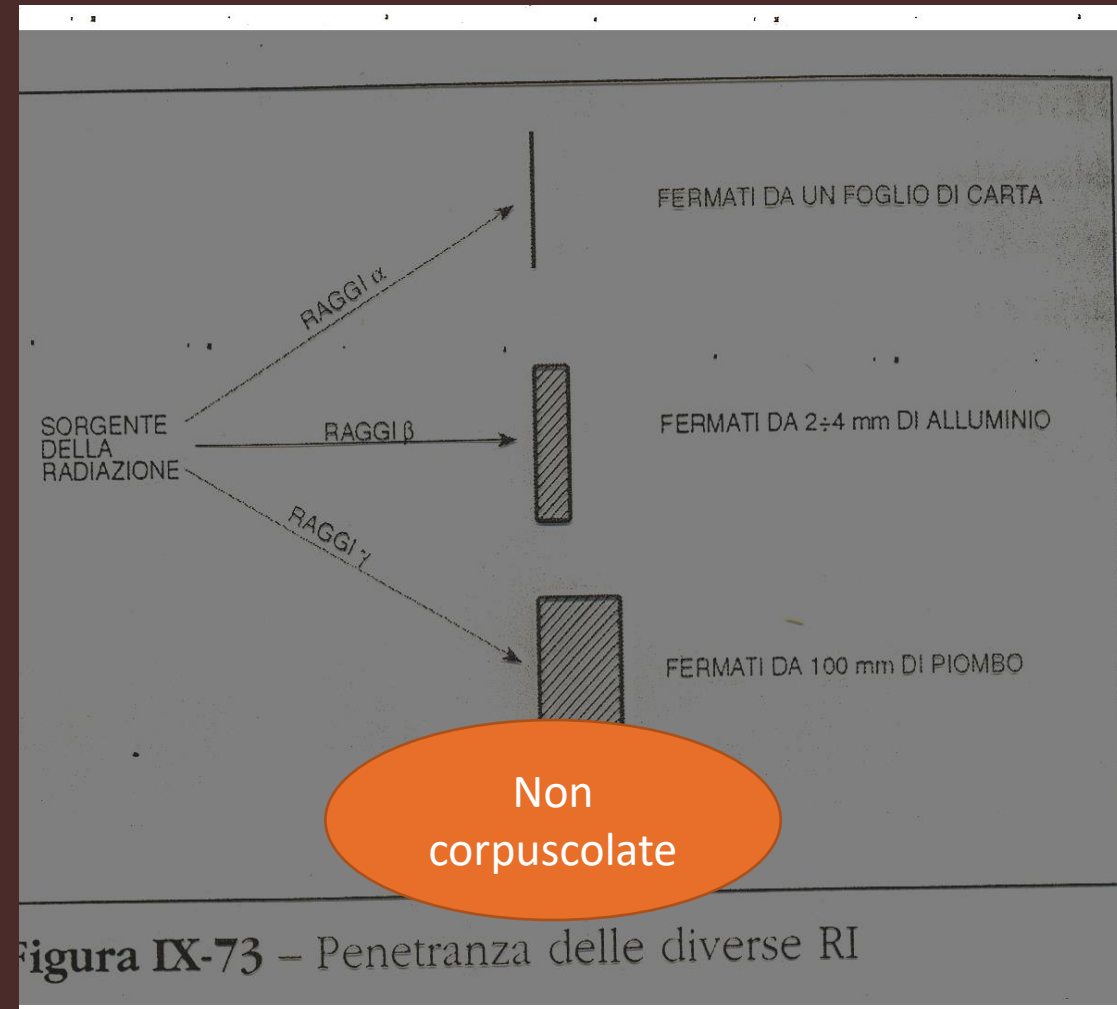 FERMATI DA UN FOGLIO DI CARTA
RAGGI α
SORGENTE
DELLA
RADIAZIONE
RAGGI β
FERMATI DA 2÷4 mm DI ALLUMINIO
RAGGI γ
FERMATI DA 100 mm DI PIOMBO
Non
corpuscolate
Figura IX-73 – Penetranza delle diverse RI